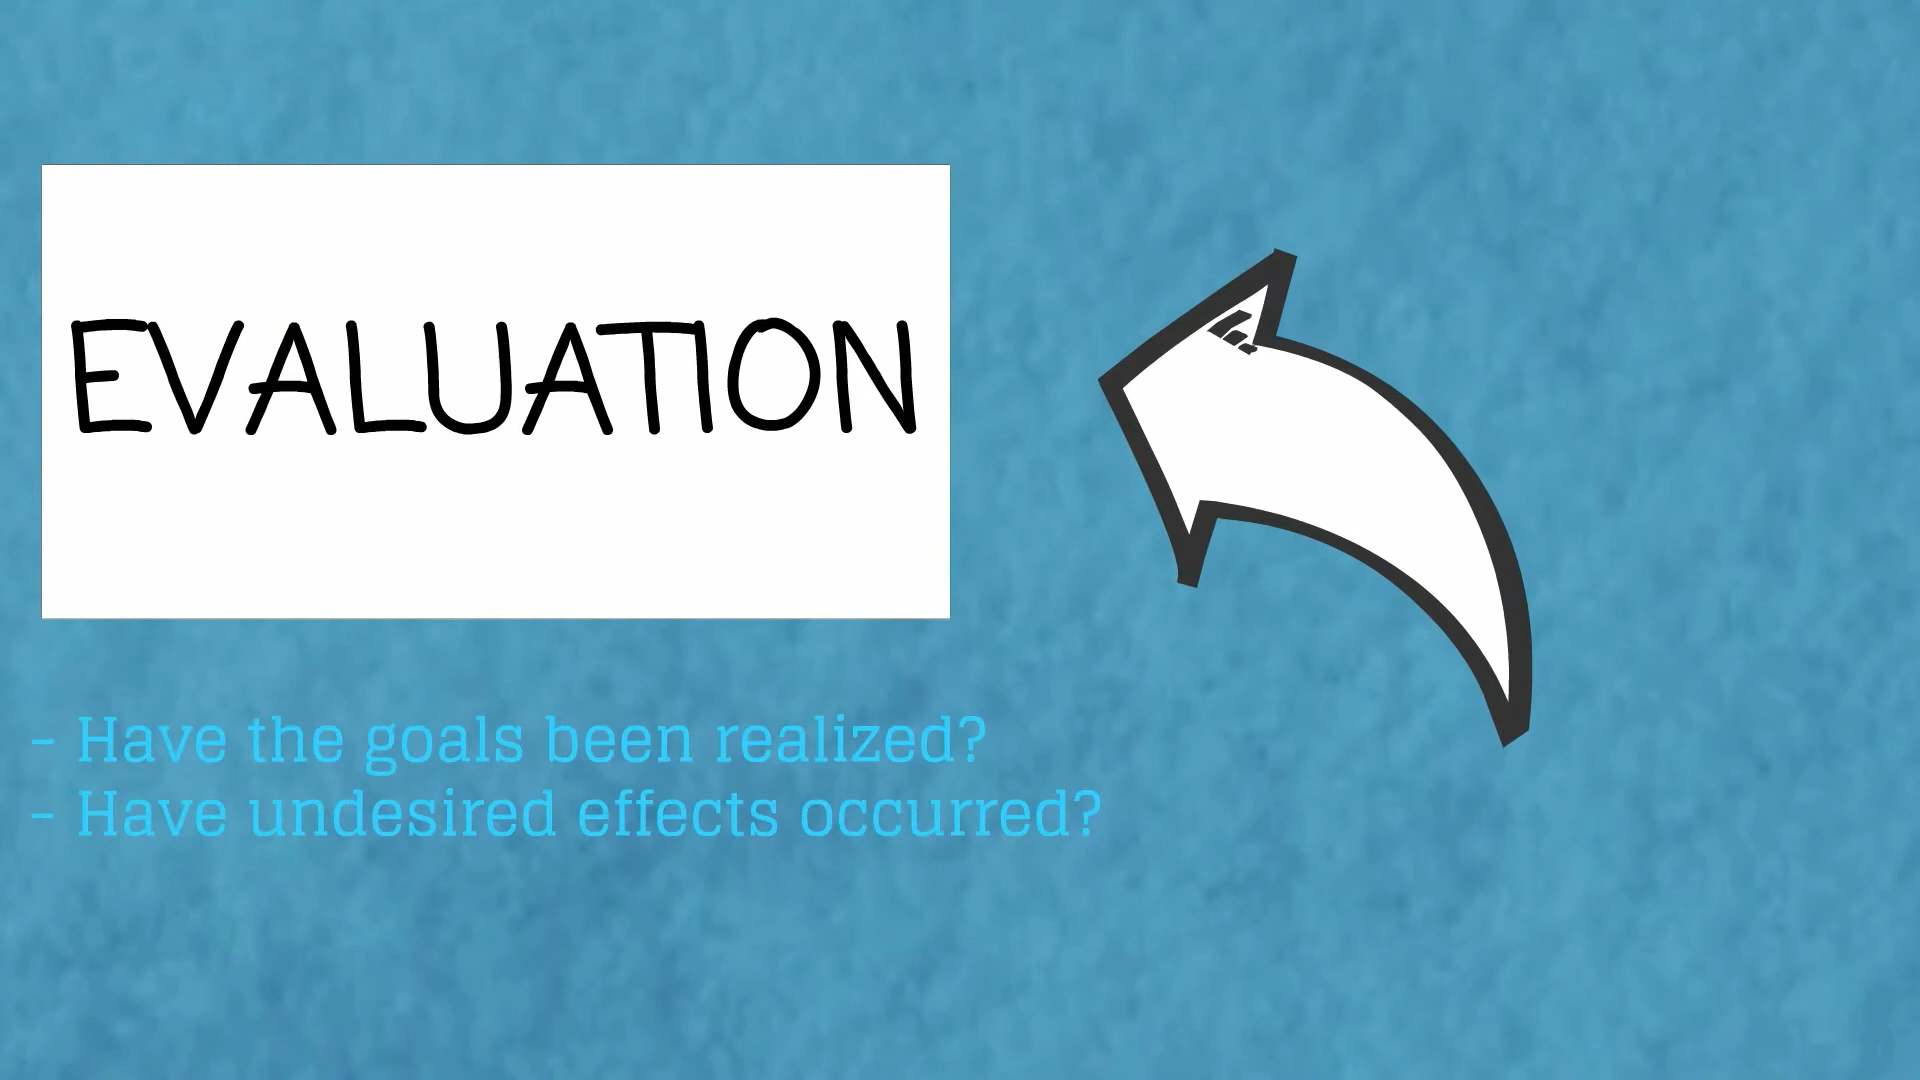 EVALUATION
- Have the goals been realized?
- Have undesired effects occurred?